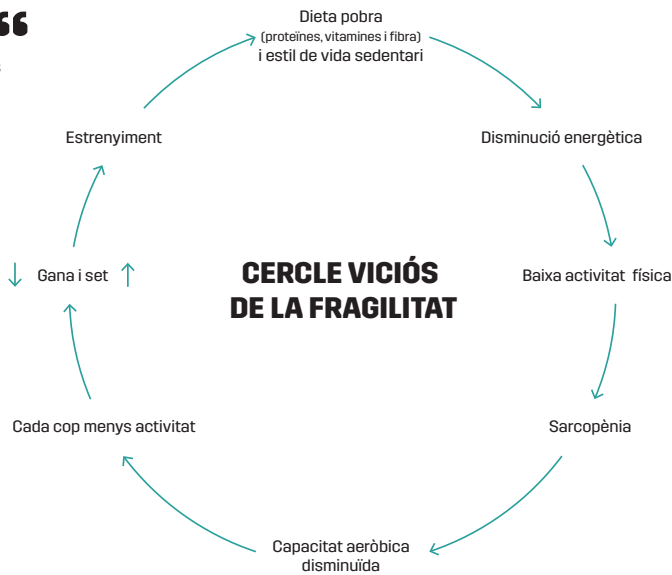 “
s
Dieta pobra
(proteïnes, vitamines i fibra)
i estil de vida sedentari
Estrenyiment
Disminució energètica
↓ Gana i set ↑
CERCLE VICIÓS
DE LA FRAGILITAT
Baixa activitat física
Cada cop menys activitat
Sarcopènia
Capacitat aeròbica
disminuïda